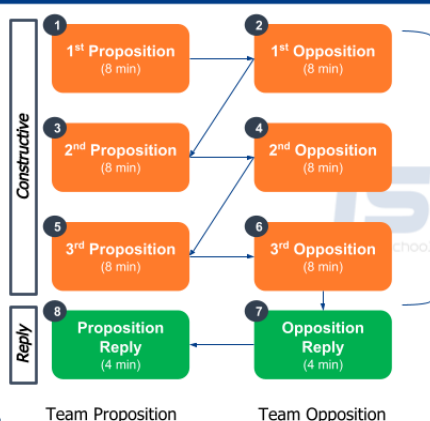 1
1st Proposition
(8 min)
2
1st Opposition
(8 min)
3
2nd Proposition
(8 min)
4
2nd Opposition
(8 min)
5
3rd Proposition
(8 min)
6
3rd Opposition
(8 min)
8
Proposition
Reply
(4 min)
7
Opposition
Reply
(4 min)
Constructive
Reply
Team Proposition
Team Opposition